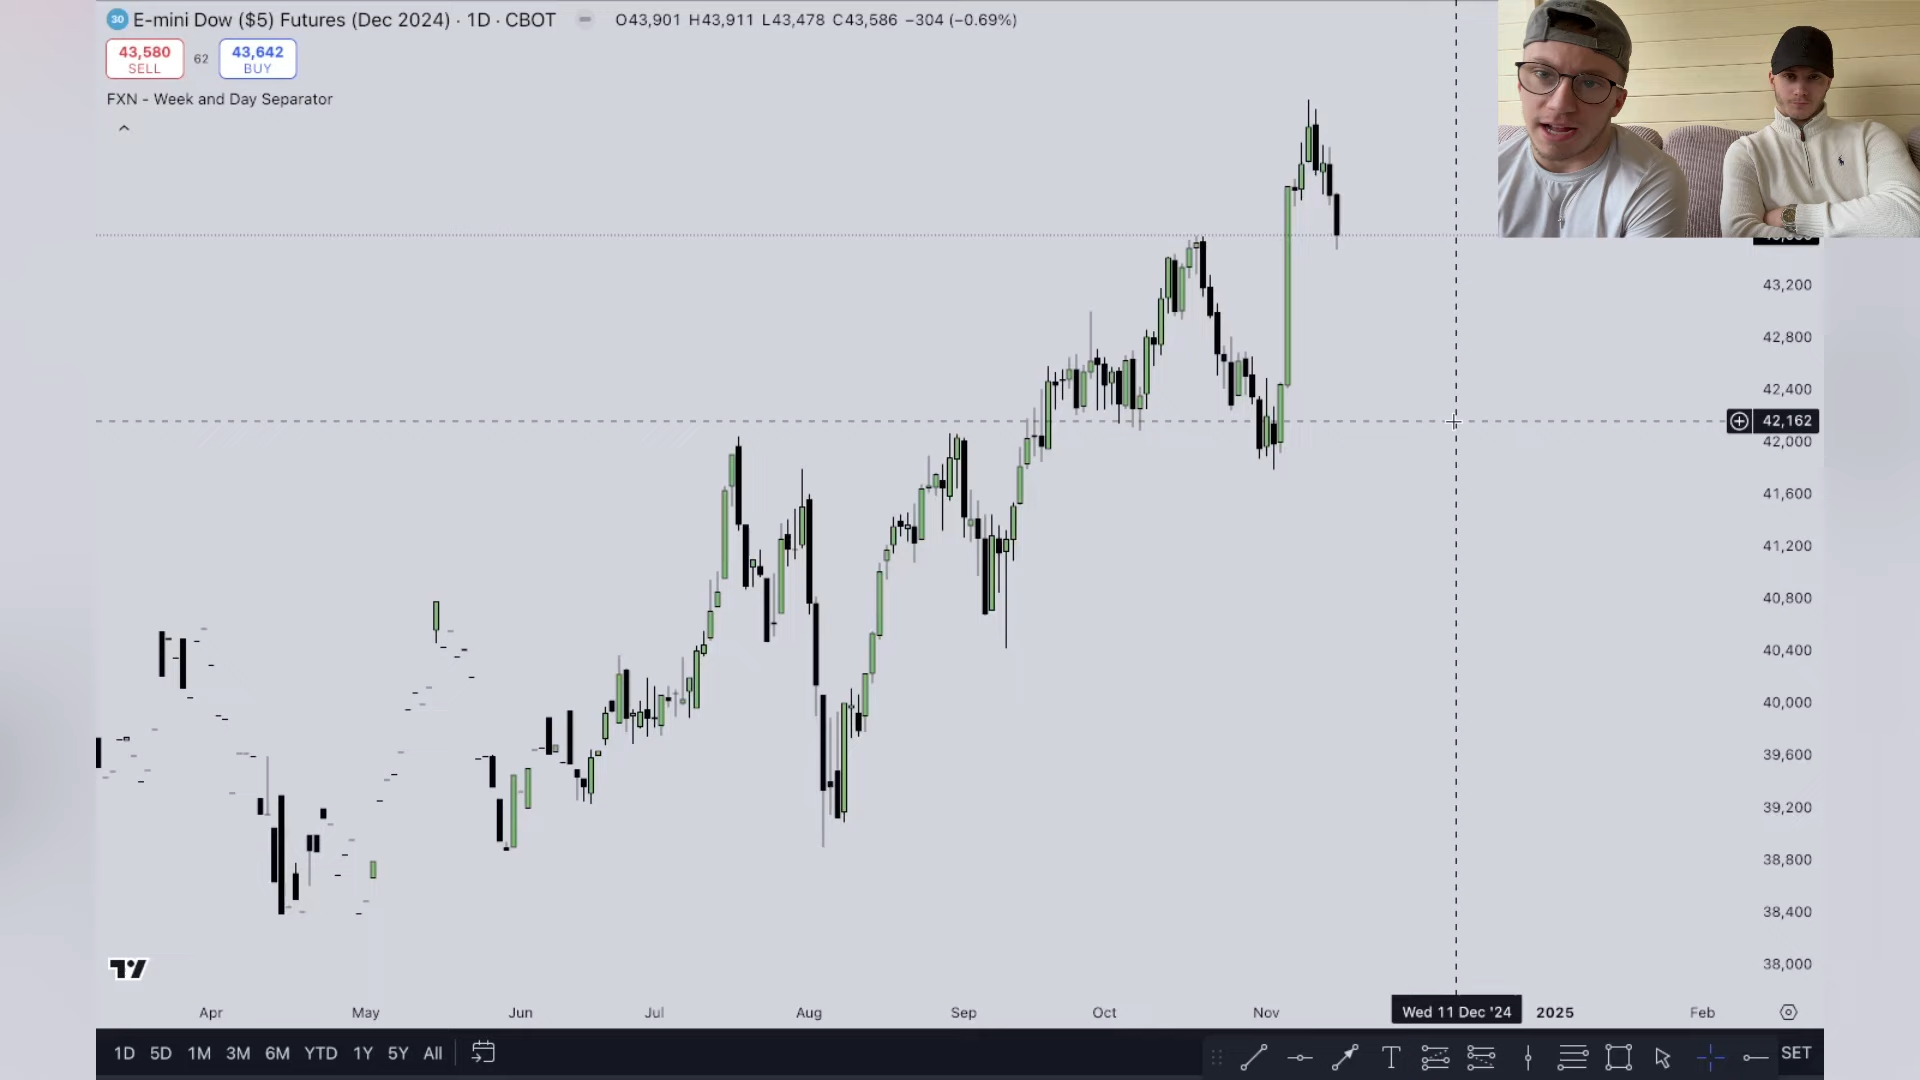 30 E-mini Dow ($5) Futures (Dec 2024) · 1D · CBOT O43,901 H43,911 L43,478 C43,586 −304 (−0.69%)
43,580 62 43,642
SELL BUY
FXN - Week and Day Separator
43,200
42,800
42,400
42,162
42,000
41,600
41,200
40,800
40,400
40,000
39,600
39,200
38,800
38,400
38,000
Apr May Jun Jul Aug Sep Oct Nov Wed 11 Dec '24 2025 Feb
1D 5D 1M 3M 6M YTD 1Y 5Y All T SET